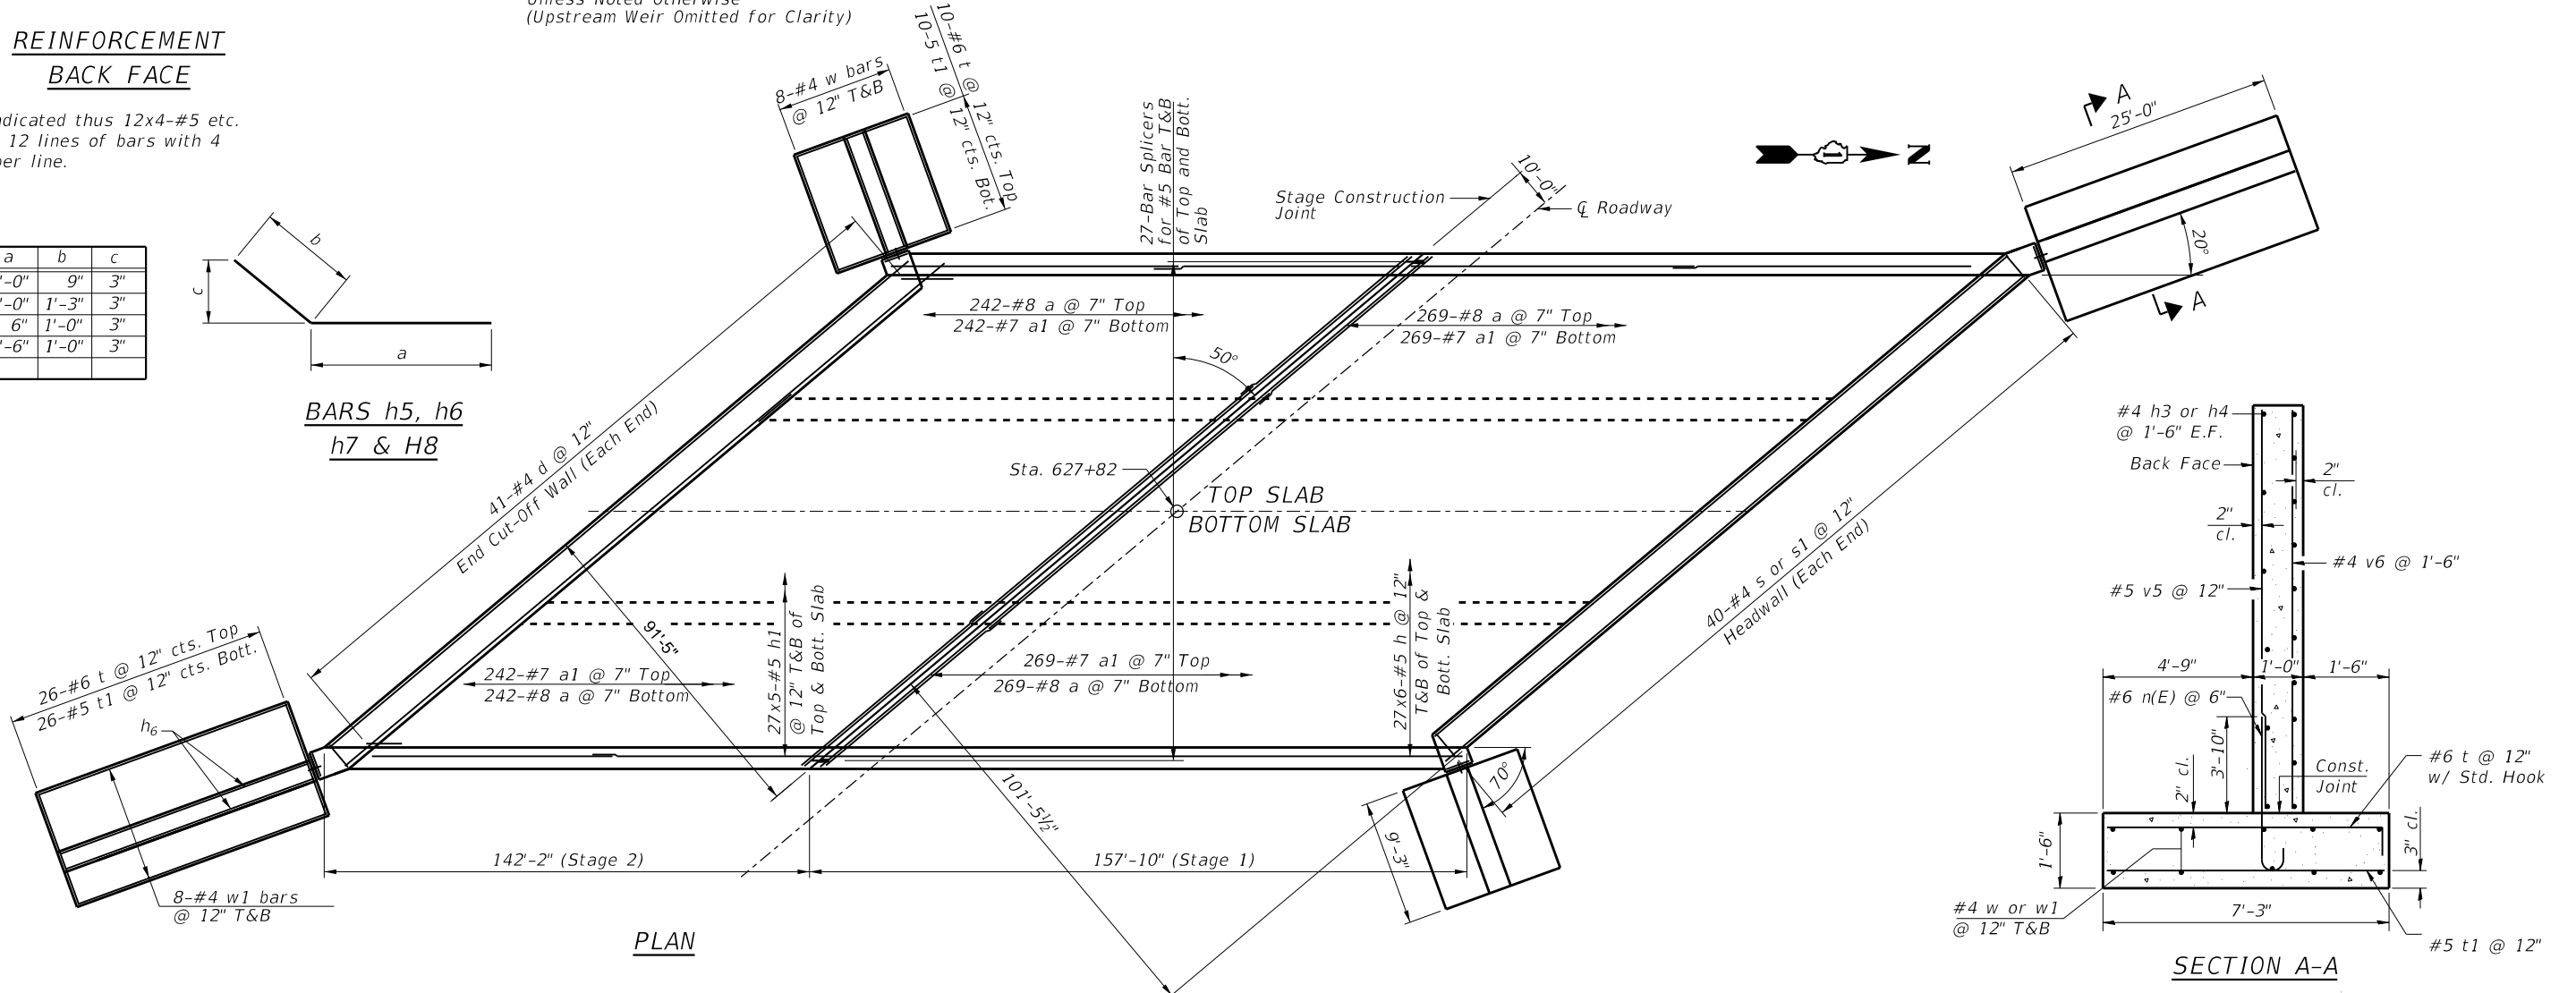 (Upstream Weir Omitted for Clarity)
REINFORCEMENT
BACK FACE
dicated thus 12x4-#5 etc.
12 lines of bars with 4
per line.
a b c
'-0" 9" 3"
'-0" 1'-3" 3"
6" 1'-0" 3"
'-6" 1'-0" 3"
b
c
a
BARS h5, h6
h7 & H8
8-#4 w bars
@ 12" T&B
10-#6 t @ 12" cts. Top
10-5 t1 @ 12" cts. Bot.
27-Bar Splicers
for #5 Bar T&B
of Top and Bott.
Slab
Stage Construction
Joint
10'-0"
℄ Roadway
N
A
25'-0"
20°
A
242-#8 a @ 7" Top
242-#7 a1 @ 7" Bottom
269-#8 a @ 7" Top
269-#7 a1 @ 7" Bottom
50°
41-#4 d @ 12"
End Cut-Off Wall (Each End)
Sta. 627+82
TOP SLAB
BOTTOM SLAB
40-#4 s or s1 @ 12"
Headwall (Each End)
91'-5"
27x5-#5 h1
@ 12" T&B of
Top & Bott. Slab
27x6-#5 h @ 12"
T&B of Top &
Bott. Slab
242-#7 a1 @ 7" Top
242-#8 a @ 7" Bottom
269-#7 a1 @ 7" Top
269-#8 a @ 7" Bottom
26-#6 t @ 12" cts. Top
26-#5 t1 @ 12" cts. Bott.
h6
8-#4 w1 bars
@ 12" T&B
142'-2" (Stage 2)
157'-10" (Stage 1)
101'-5½"
70°
9'-3"
PLAN
#4 h3 or h4
@ 1'-6" E.F.
Back Face
2"
cl.
2"
cl.
#4 v6 @ 1'-6"
#5 v5 @ 12"
4'-9"
1'-0"
1'-6"
#6 n(E) @ 6"
3'-10"
2" cl.
Const.
Joint
#6 t @ 12"
w/ Std. Hook
1'-6"
3" cl.
#4 w or w1
@ 12" T&B
7'-3"
#5 t1 @ 12"
SECTION A-A